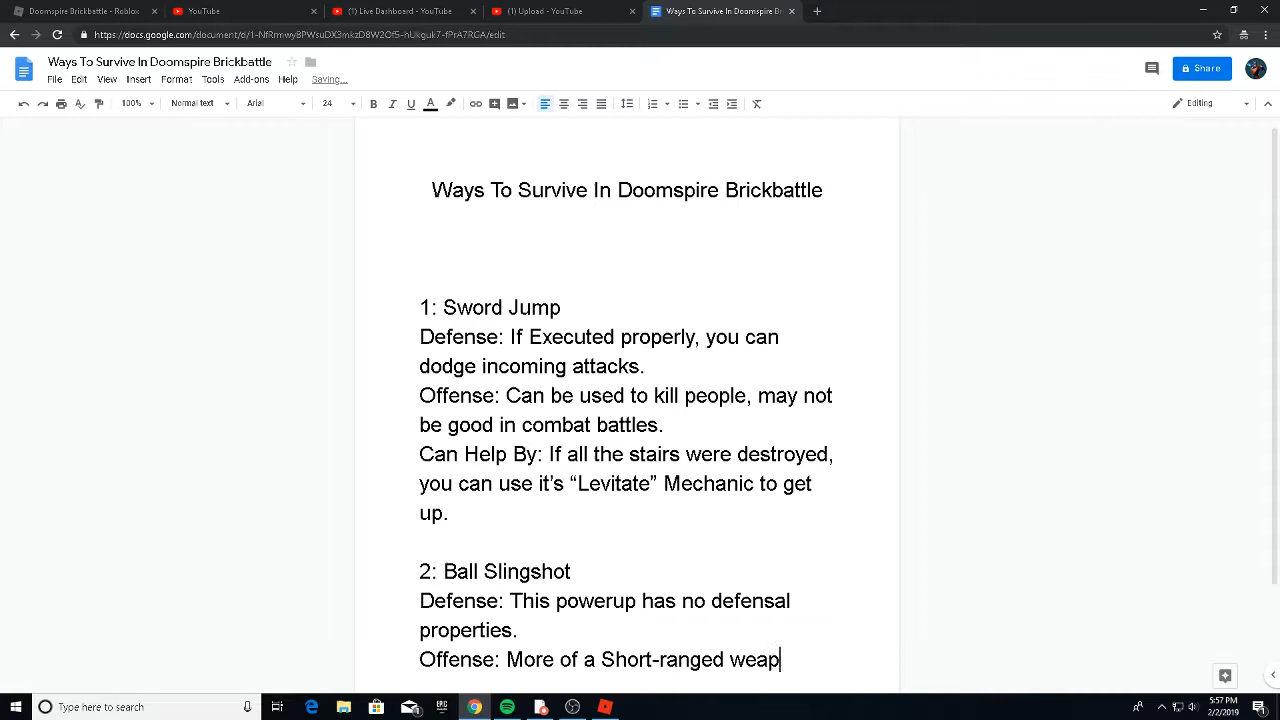 Doomspire Brickbattle - Roblox
YouTube
(1) Live Dashboard - YouTube
(1) Upload - YouTube
Ways To Survive In Doomspire B
Ways To Survive In Doomspire Brickbattle
File Edit View Insert Format Tools Add-ons Help Saving...
Share
100% Normal text Arial 24 B I U A Editing
Ways To Survive In Doomspire Brickbattle
1: Sword Jump
Defense: If Executed properly, you can
dodge incoming attacks.
Offense: Can be used to kill people, may not
be good in combat battles.
Can Help By: If all the stairs were destroyed,
you can use it’s “Levitate” Mechanic to get
up.
2: Ball Slingshot
Defense: This powerup has no defensal
properties.
Offense: More of a Short-ranged weap
Type here to search
EPIC
5:57 PM
2/2/2019